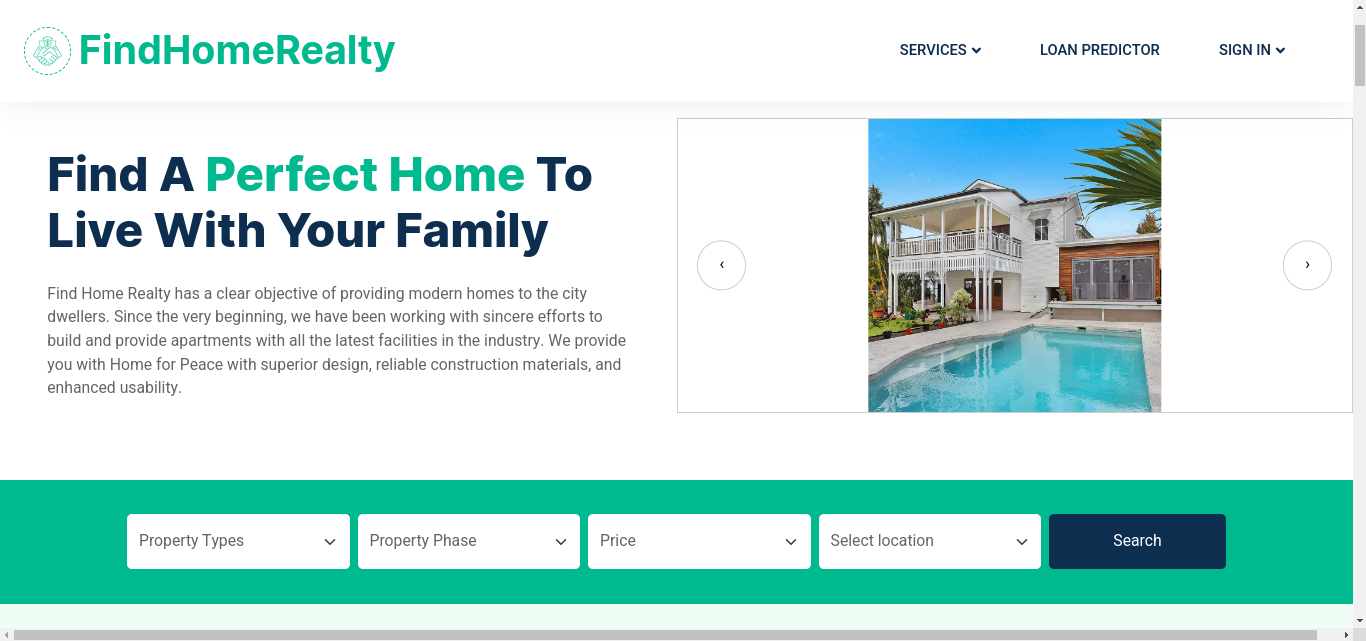 FindHomeRealty
SERVICES
LOAN PREDICTOR
SIGN IN
Find A Perfect Home To
Live With Your Family
Find Home Realty has a clear objective of providing modern homes to the city
dwellers. Since the very beginning, we have been working with sincere efforts to
build and provide apartments with all the latest facilities in the industry. We provide
you with Home for Peace with superior design, reliable construction materials, and
enhanced usability.
‹
›
Property Types
Property Phase
Price
Select location
Search